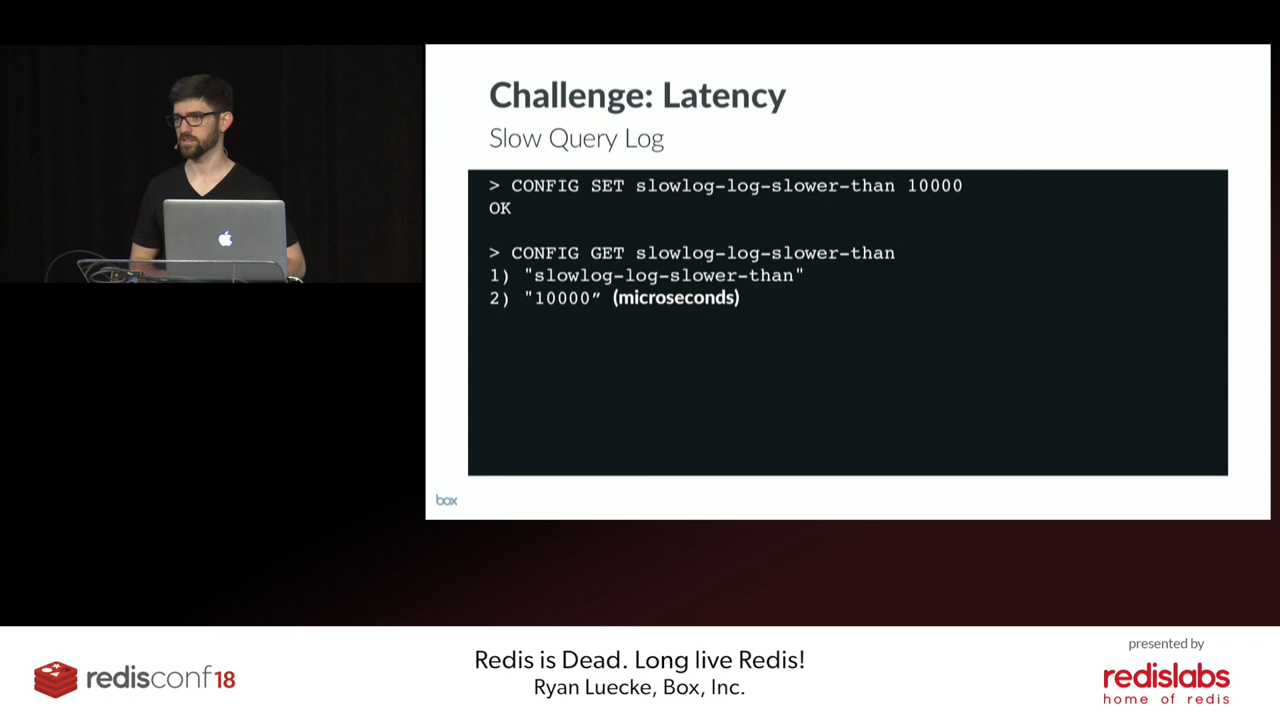 Challenge: Latency
Slow Query Log
> CONFIG SET slowlog-log-slower-than 10000
OK
> CONFIG GET slowlog-log-slower-than
1) "slowlog-log-slower-than"
2) "10000” (microseconds)
box
redisconf18
Redis is Dead. Long live Redis!
Ryan Luecke, Box, Inc.
presented by
redislabs
home of redis